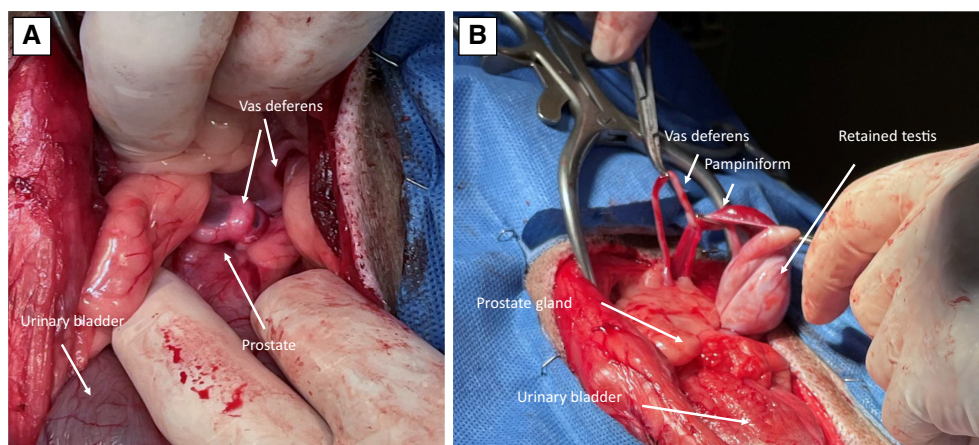 A
Vas deferens
Urinary bladder
Prostate
B
Vas deferens
Pampiniform
Retained testis
Prostate gland
Urinary bladder